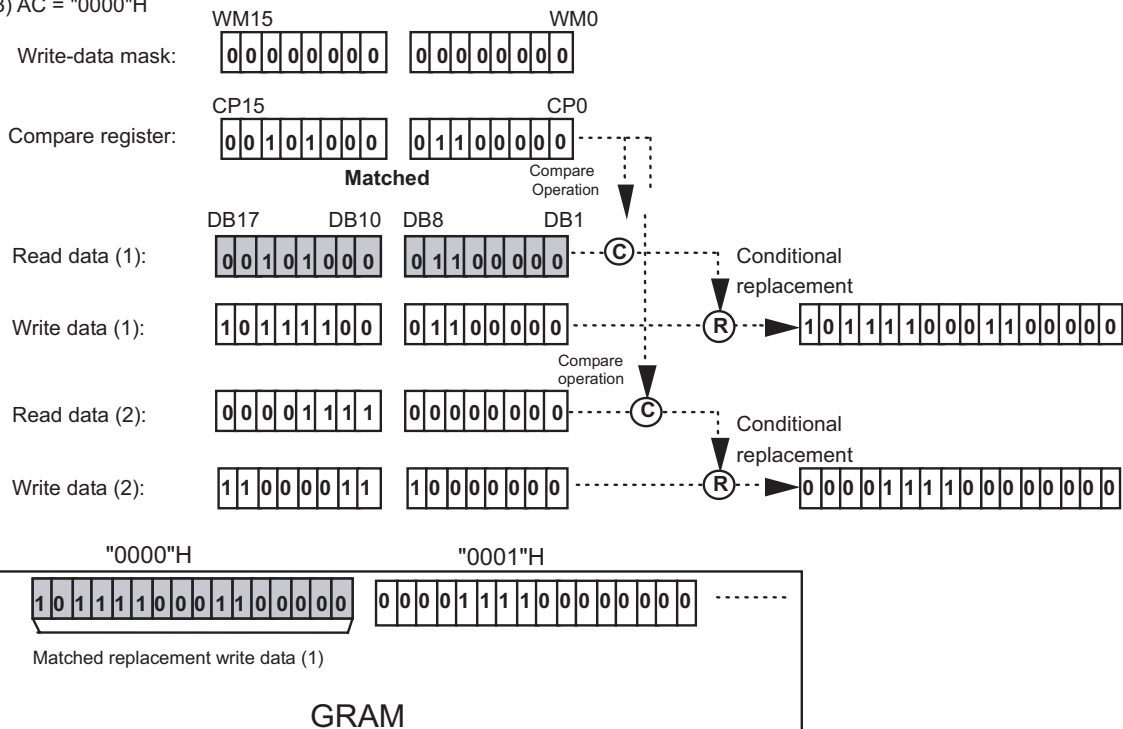 3) AC = "0000"H
WM15 WM0
Write-data mask: 0 0 0 0 0 0 0 0 0 0 0 0 0 0 0 0
CP15 CP0
Compare register: 0 0 1 0 1 0 0 0 0 1 1 0 0 0 0 0
Matched
Compare
Operation
DB17 DB10 DB8 DB1
Read data (1): 0 0 1 0 1 0 0 0 0 1 1 0 0 0 0 0 C
Conditional
replacement
Write data (1): 1 0 1 1 1 1 0 0 0 1 1 0 0 0 0 0 R 1 0 1 1 1 1 0 0 0 1 1 0 0 0 0 0
Compare
operation
Read data (2): 0 0 0 0 1 1 1 1 0 0 0 0 0 0 0 0 C
Conditional
replacement
Write data (2): 1 1 0 0 0 0 1 1 1 0 0 0 0 0 0 0 R 0 0 0 0 1 1 1 1 0 0 0 0 0 0 0 0
"0000"H "0001"H
1 0 1 1 1 1 0 0 0 1 1 0 0 0 0 0 0 0 0 0 1 1 1 1 0 0 0 0 0 0 0 0
Matched replacement write data (1)
GRAM